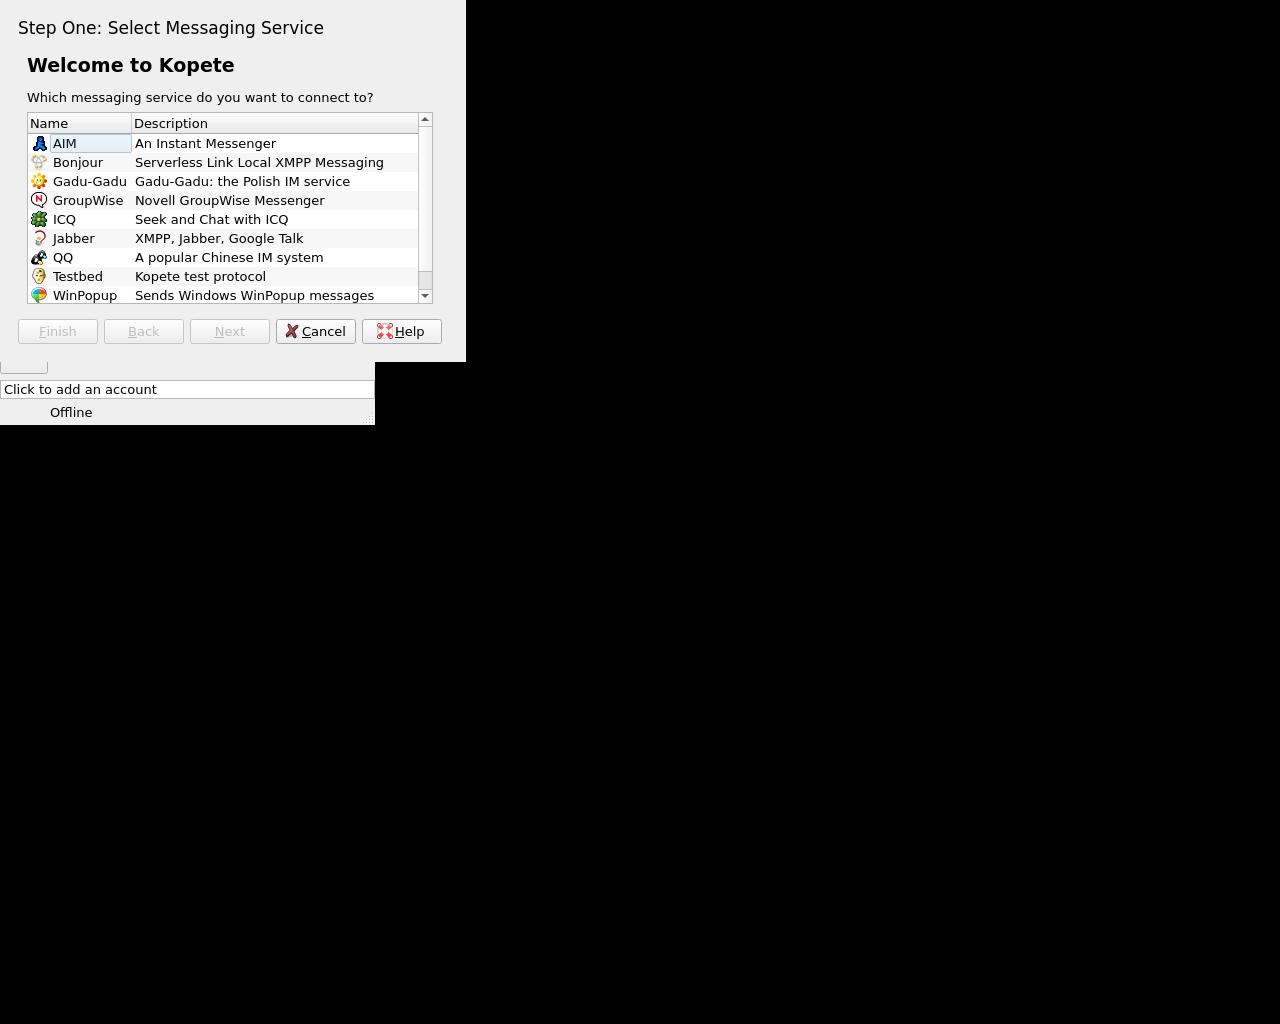 Step One: Select Messaging Service
Welcome to Kopete
Which messaging service do you want to connect to?
Name Description
AIM An Instant Messenger
Bonjour Serverless Link Local XMPP Messaging
Gadu-Gadu Gadu-Gadu: the Polish IM service
GroupWise Novell GroupWise Messenger
ICQ Seek and Chat with ICQ
Jabber XMPP, Jabber, Google Talk
QQ A popular Chinese IM system
Testbed Kopete test protocol
WinPopup Sends Windows WinPopup messages
Finish Back Next Cancel Help
Click to add an account
Offline